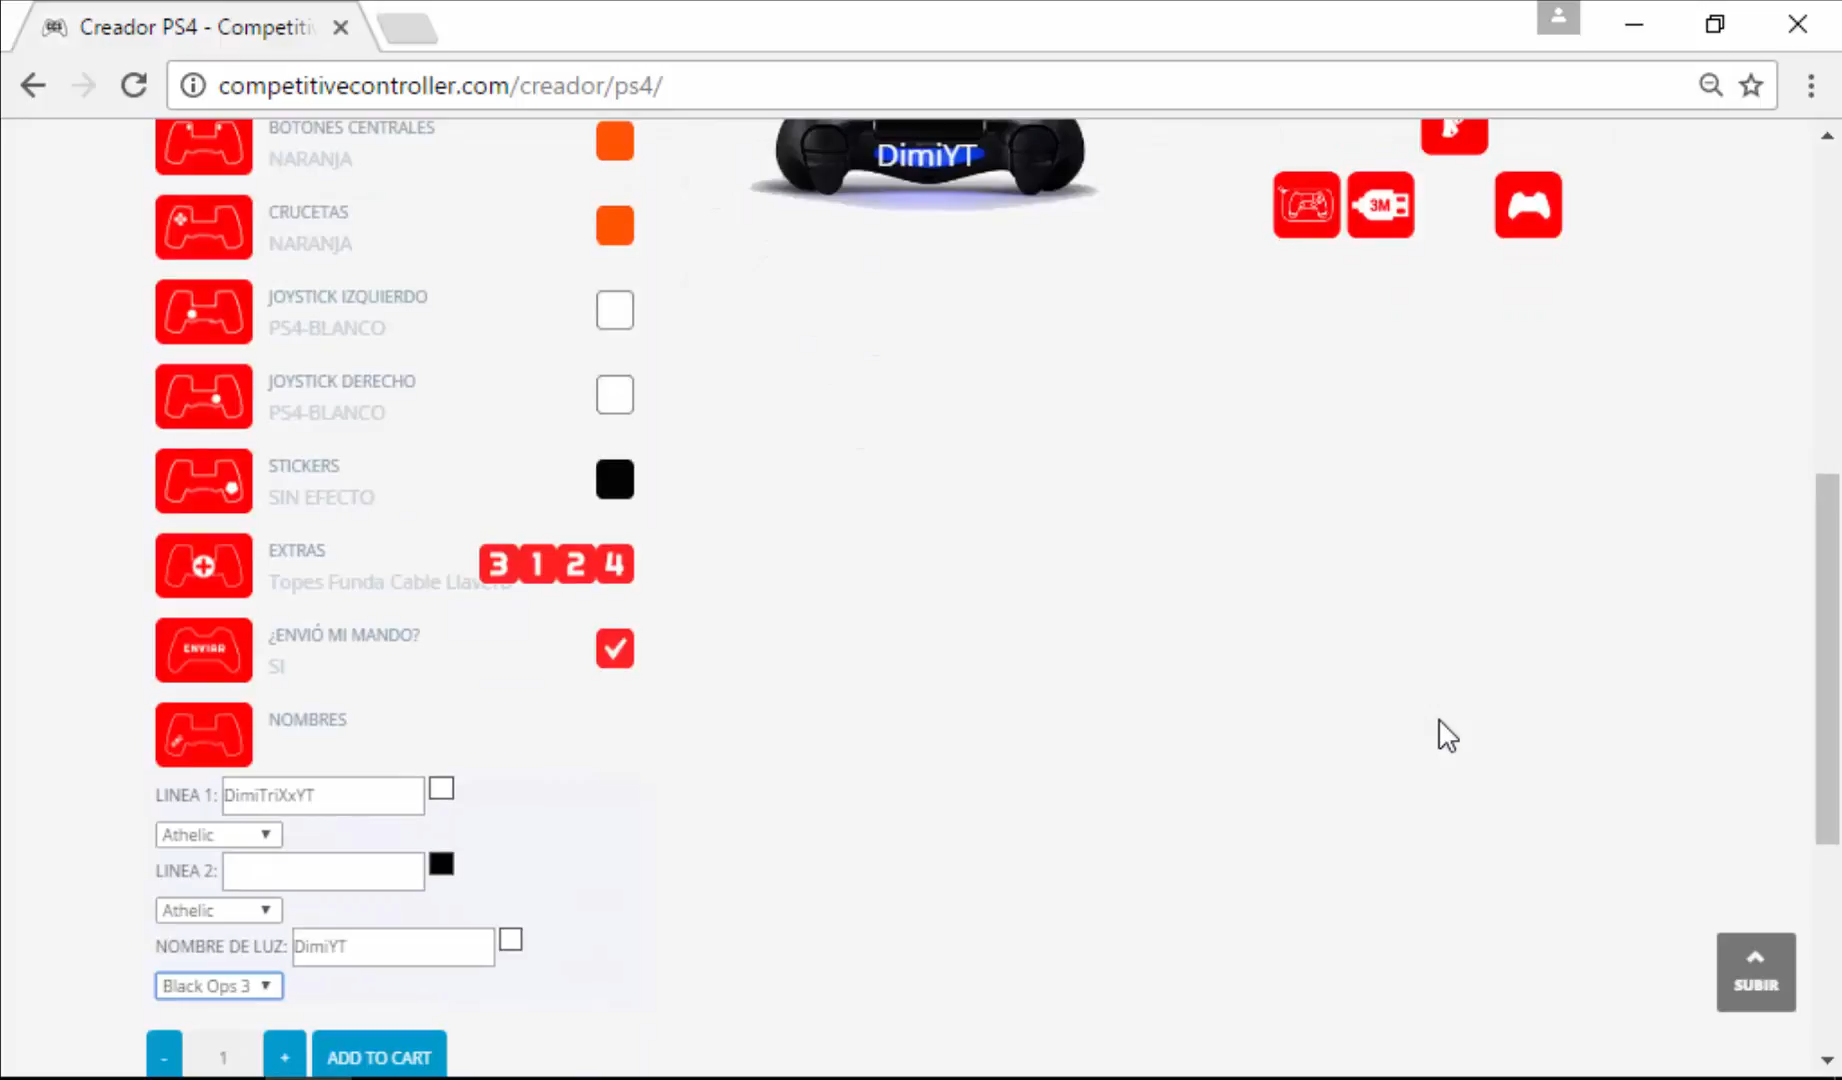 Creador PS4 - Competiti
competitivecontroller.com/creador/ps4/
BOTONES CENTRALES
NARANJA
DimiYT
3M
CRUCETAS
NARANJA
JOYSTICK IZQUIERDO
PS4-BLANCO
JOYSTICK DERECHO
PS4-BLANCO
STICKERS
SIN EFECTO
EXTRAS
3 1 2 4
Topes Funda Cable Llavero
ENVIAR
¿ENVIÓ MI MANDO?
SI
NOMBRES
LINEA 1: DimiTriXxYT
Athelic
LINEA 2:
Athelic
NOMBRE DE LUZ: DimiYT
Black Ops 3
SUBIR
- 1 + ADD TO CART